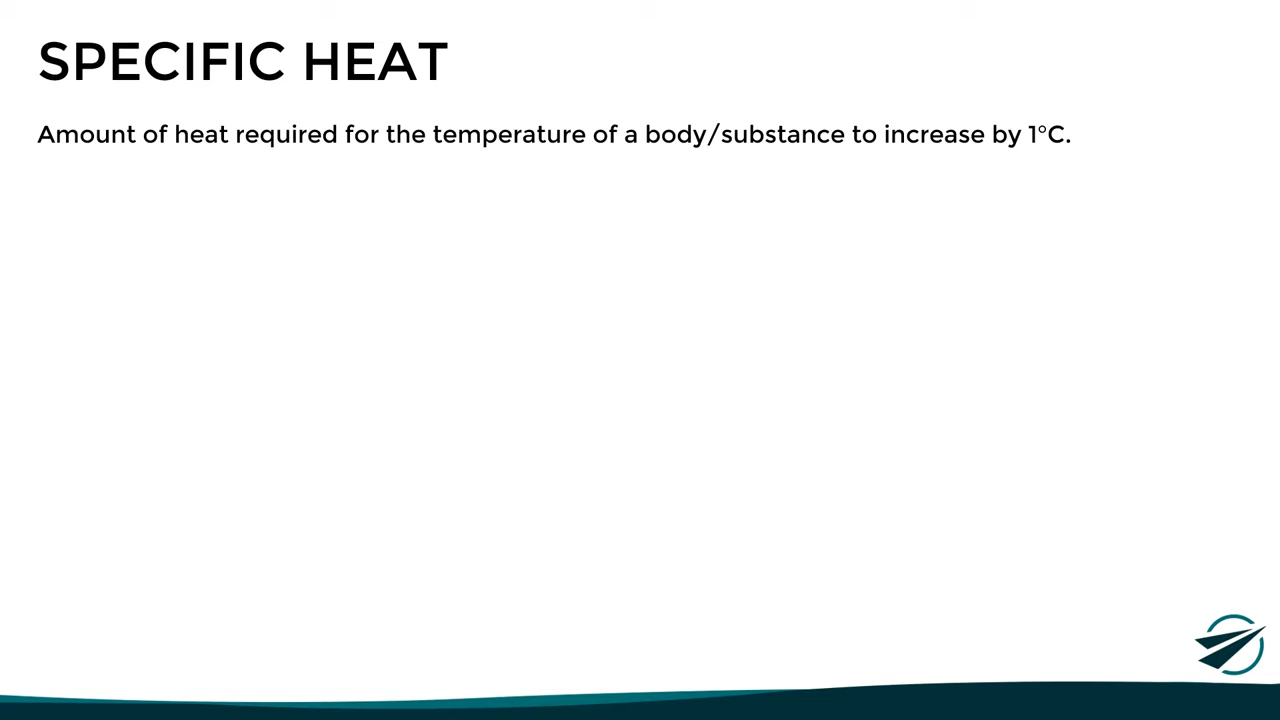 SPECIFIC HEAT
Amount of heat required for the temperature of a body/substance to increase by 1°C.